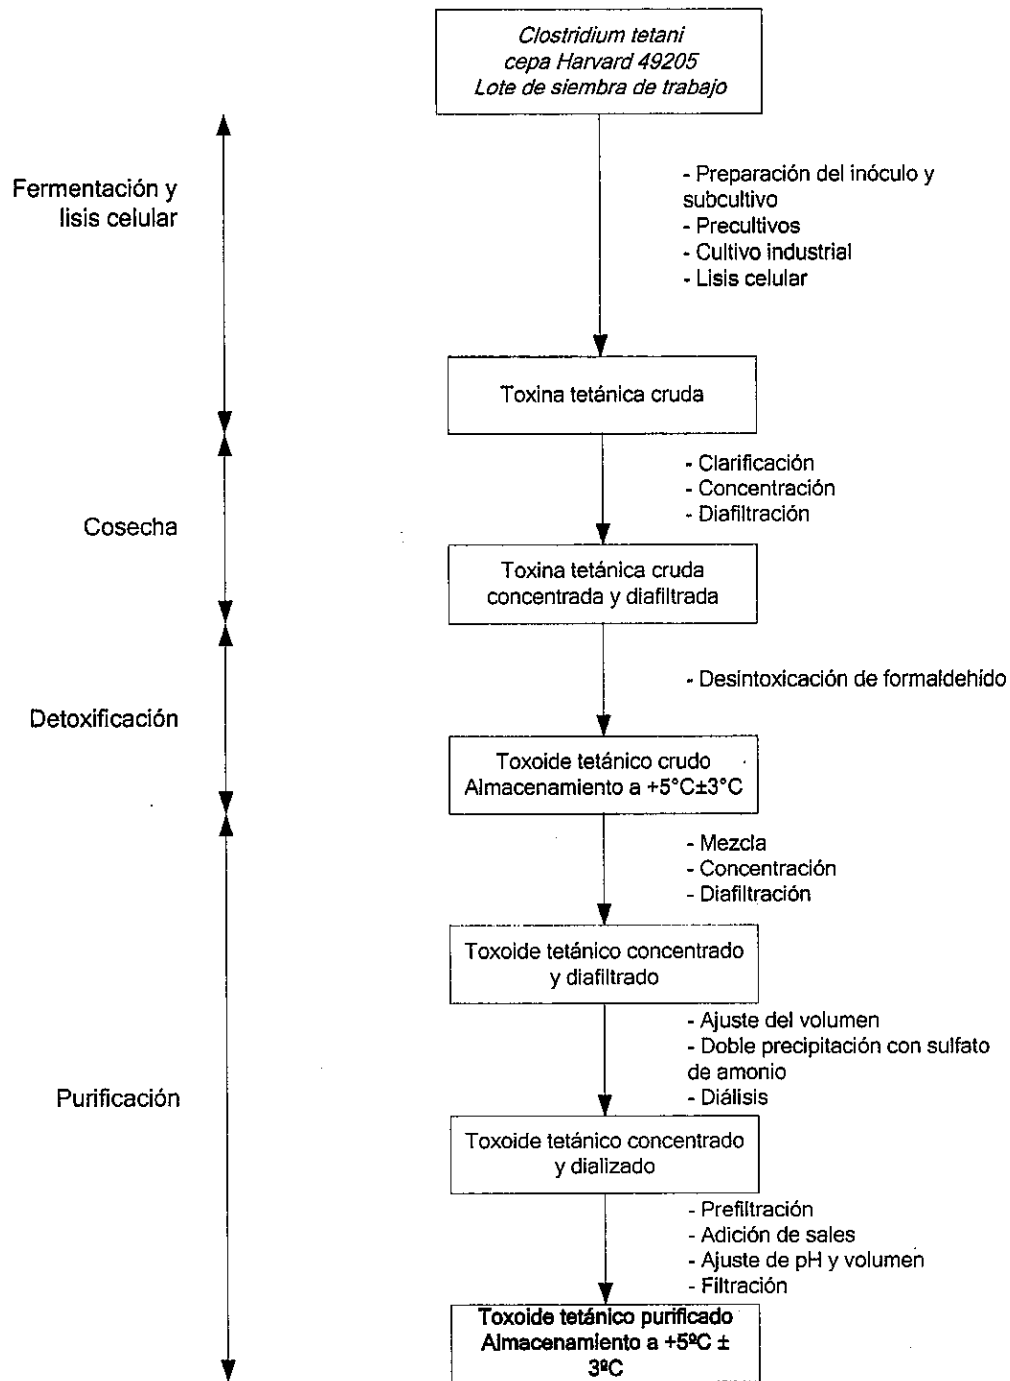 Clostridium tetani
cepa Harvard 49205
Lote de siembra de trabajo
Fermentación y
lisis celular
- Preparación del inóculo y
subcultivo
- Precultivos
- Cultivo industrial
- Lisis celular
Toxina tetánica cruda
Cosecha
- Clarificación
- Concentración
- Diafiltración
Toxina tetánica cruda
concentrada y diafiltrada
Detoxificación
- Desintoxicación de formaldehído
Toxoide tetánico crudo
Almacenamiento a +5°C±3°C
Purificación
- Mezcla
- Concentración
- Diafiltración
Toxoide tetánico concentrado
y diafiltrado
- Ajuste del volumen
- Doble precipitación con sulfato
de amonio
- Diálisis
Toxoide tetánico concentrado
y dializado
- Prefiltración
- Adición de sales
- Ajuste de pH y volumen
- Filtración
Toxoide tetánico purificado
Almacenamiento a +5ºC ±
3ºC